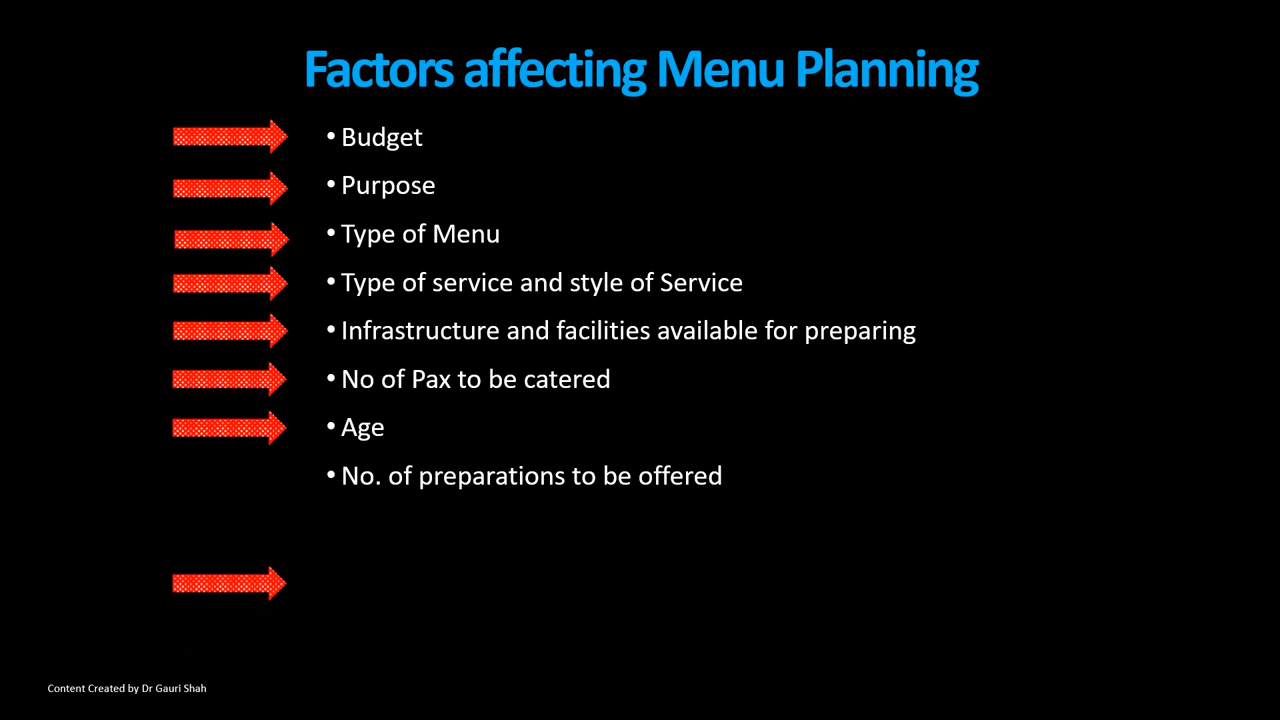 Factors affecting Menu Planning
• Budget
• Purpose
• Type of Menu
• Type of service and style of Service
• Infrastructure and facilities available for preparing
• No of Pax to be catered
• Age
• No. of preparations to be offered
Content Created by Dr Gauri Shah